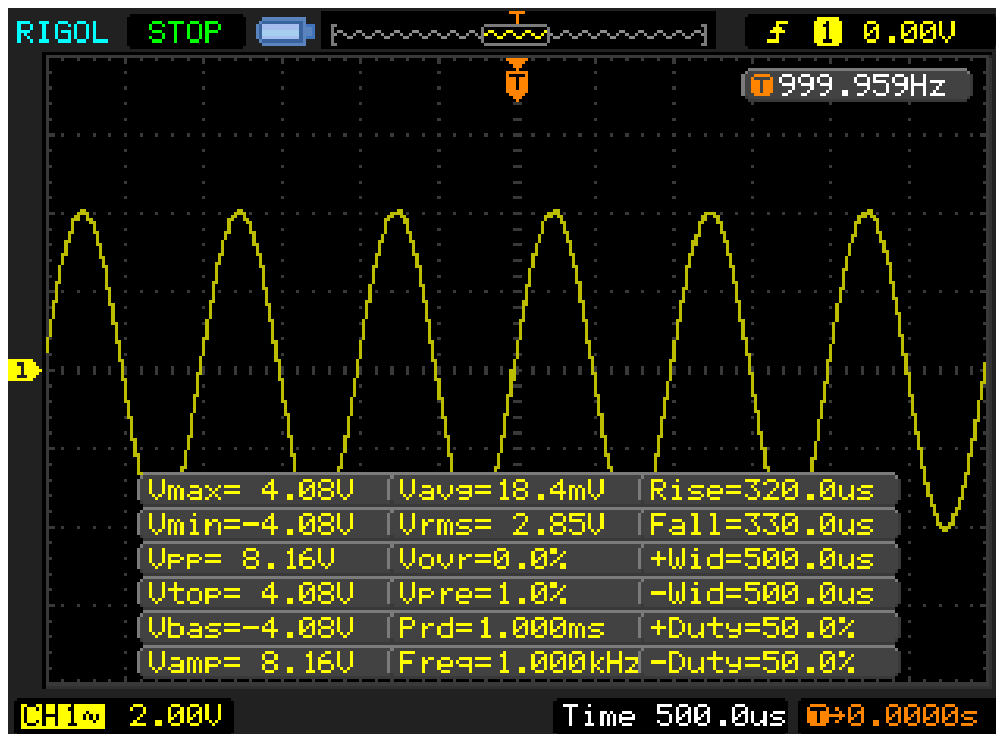 RIGOL STOP T 1 0.00V
T 999.959Hz
T
1
Vmax= 4.08V Vavg=18.4mV Rise=320.0us
Vmin=-4.08V Vrms= 2.85V Fall=330.0us
Vpp= 8.16V Vovr=0.0% +Wid=500.0us
Vtop= 4.08V Vpre=1.0% -Wid=500.0us
Vbas=-4.08V Prd=1.000ms +Duty=50.0%
Vamp= 8.16V Freq=1.000kHz -Duty=50.0%
CH1~ 2.00V Time 500.0us T→0.0000s